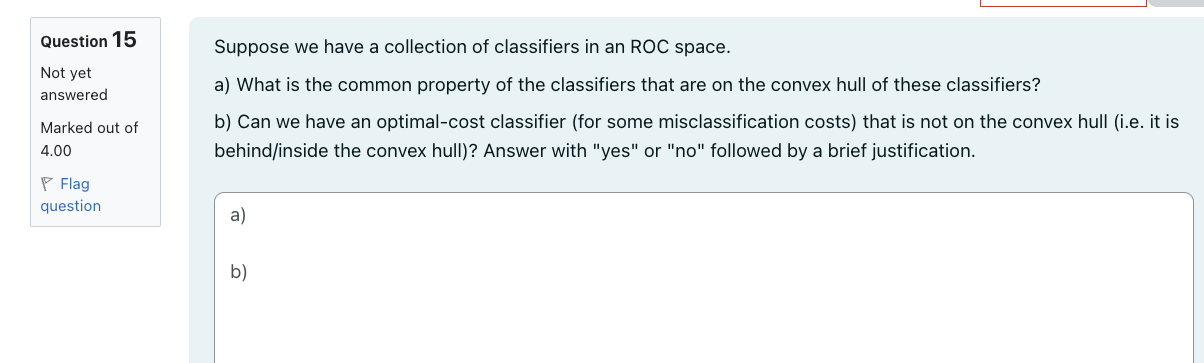 Question 15
Not yet
answered
Marked out of
4.00
Flag
question
Suppose we have a collection of classifiers in an ROC space.
a) What is the common property of the classifiers that are on the convex hull of these classifiers?
b) Can we have an optimal-cost classifier (for some misclassification costs) that is not on the convex hull (i.e. it is
behind/inside the convex hull)? Answer with "yes" or "no" followed by a brief justification.
a)
b)